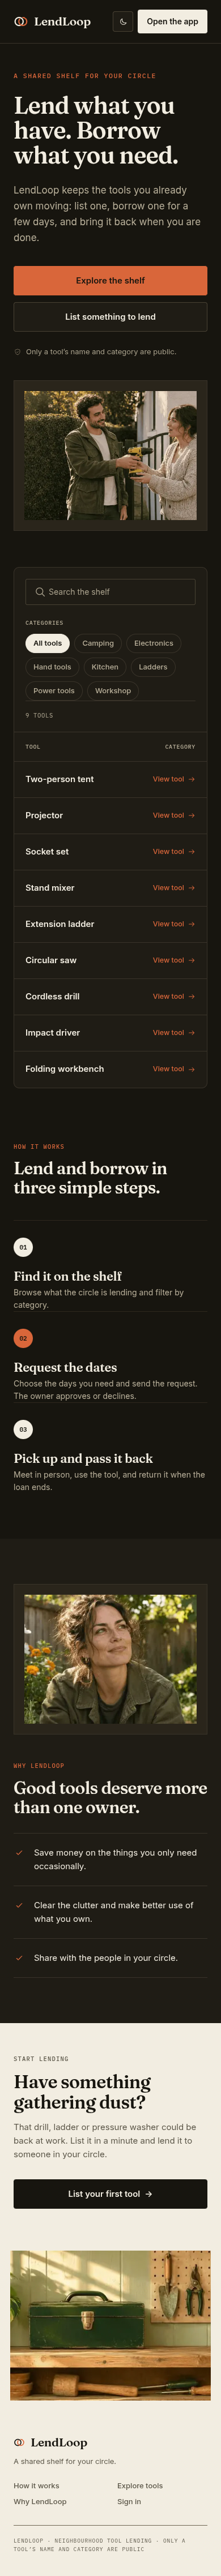 LendLoop
Open the app
A SHARED SHELF FOR YOUR CIRCLE
Lend what you
have. Borrow
what you need.
LendLoop keeps the tools you already
own moving: list one, borrow one for a
few days, and bring it back when you are
done.
Explore the shelf
List something to lend
Only a tool's name and category are public.
Search the shelf
CATEGORIES
All tools
Camping
Electronics
Hand tools
Kitchen
Ladders
Power tools
Workshop
9 TOOLS
TOOL CATEGORY
Two-person tent View tool →
Projector View tool →
Socket set View tool →
Stand mixer View tool →
Extension ladder View tool →
Circular saw View tool →
Cordless drill View tool →
Impact driver View tool →
Folding workbench View tool →
HOW IT WORKS
Lend and borrow in
three simple steps.
01
Find it on the shelf
Browse what the circle is lending and filter by
category.
02
Request the dates
Choose the days you need and send the request.
The owner approves or declines.
03
Pick up and pass it back
Meet in person, use the tool, and return it when the
loan ends.
WHY LENDLOOP
Good tools deserve more
than one owner.
Save money on the things you only need
occasionally.
Clear the clutter and make better use of
what you own.
Share with the people in your circle.
START LENDING
Have something
gathering dust?
That drill, ladder or pressure washer could be
back at work. List it in a minute and lend it to
someone in your circle.
List your first tool →
LendLoop
A shared shelf for your circle.
How it works
Explore tools
Why LendLoop
Sign in
LENDLOOP · NEIGHBOURHOOD TOOL LENDING · ONLY A
TOOL'S NAME AND CATEGORY ARE PUBLIC